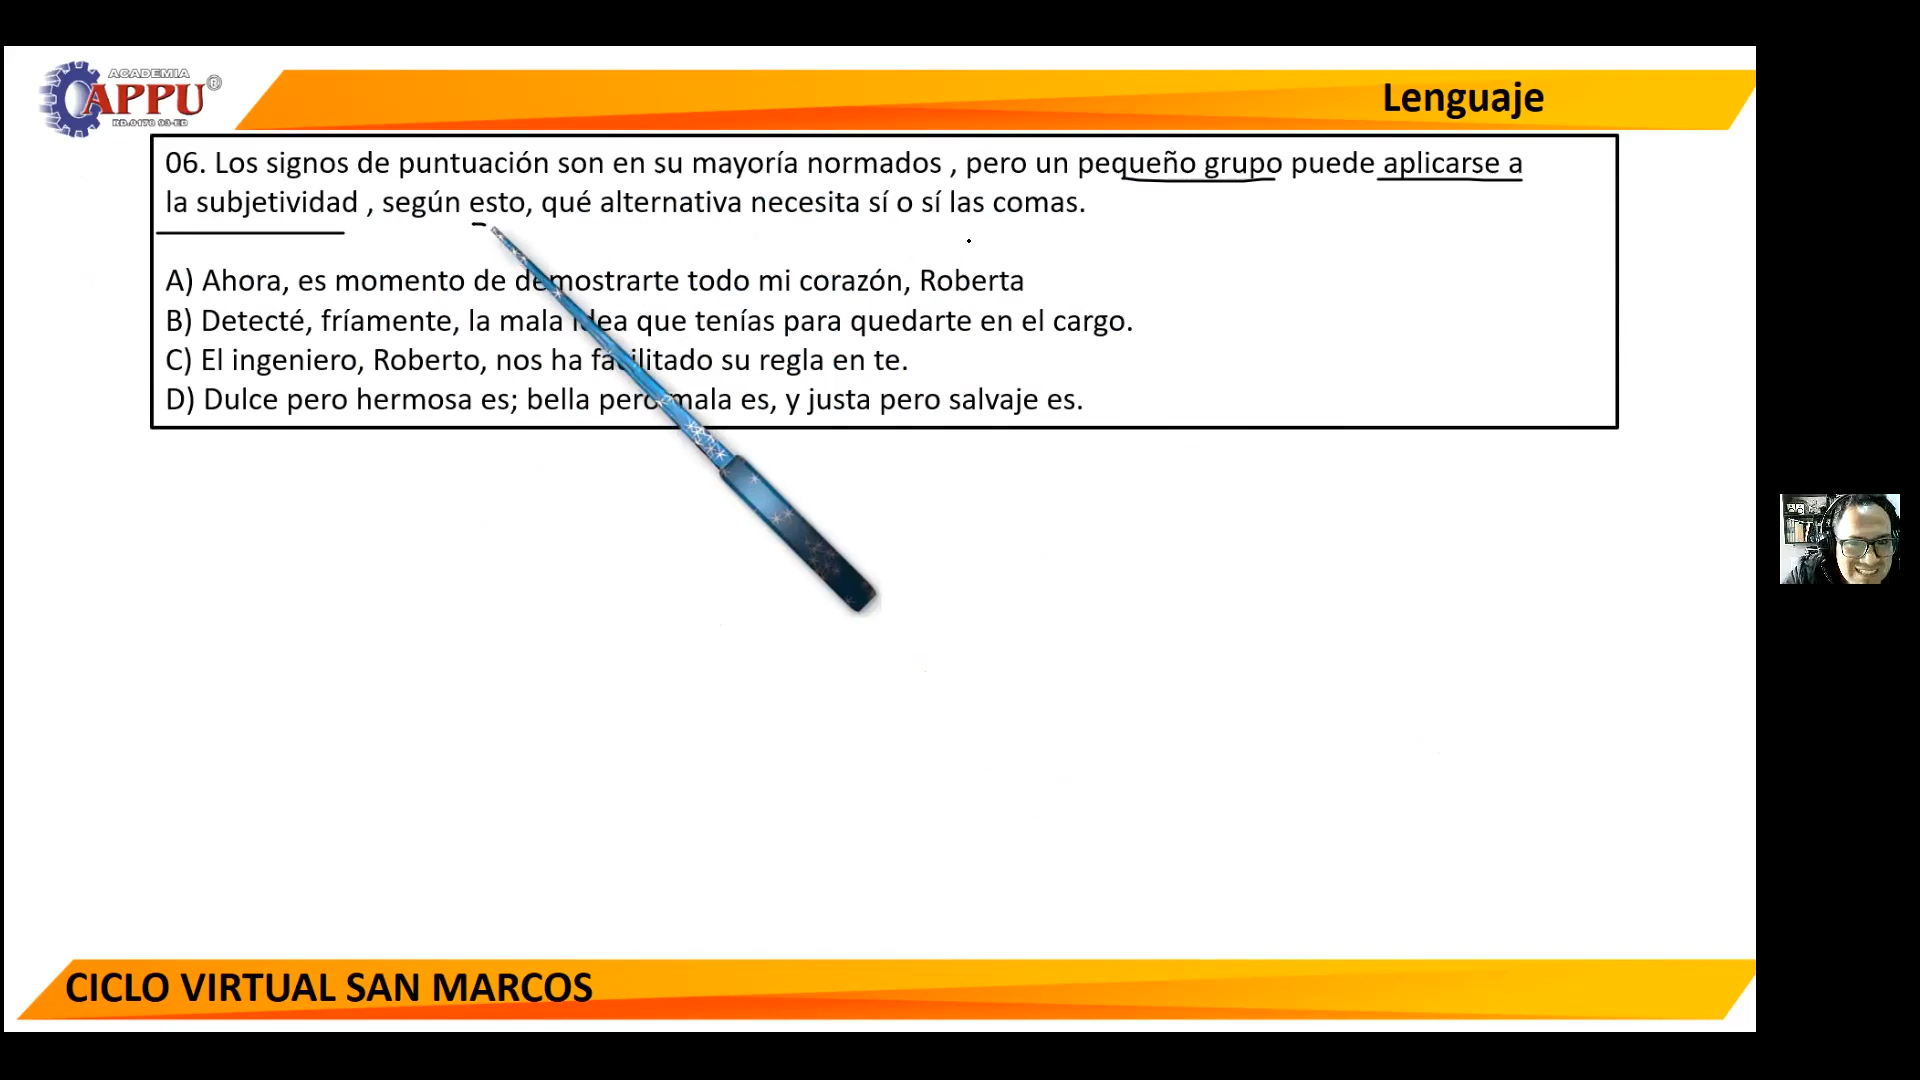 ACADEMIA
APPU®
RD.0170 93-ED
Lenguaje
06. Los signos de puntuación son en su mayoría normados , pero un pequeño grupo puede aplicarse a
la subjetividad , según esto, qué alternativa necesita sí o sí las comas.
A) Ahora, es momento de demostrarte todo mi corazón, Roberta
B) Detecté, fríamente, la mala idea que tenías para quedarte en el cargo.
C) El ingeniero, Roberto, nos ha facilitado su regla en te.
D) Dulce pero hermosa es; bella pero mala es, y justa pero salvaje es.
CICLO VIRTUAL SAN MARCOS